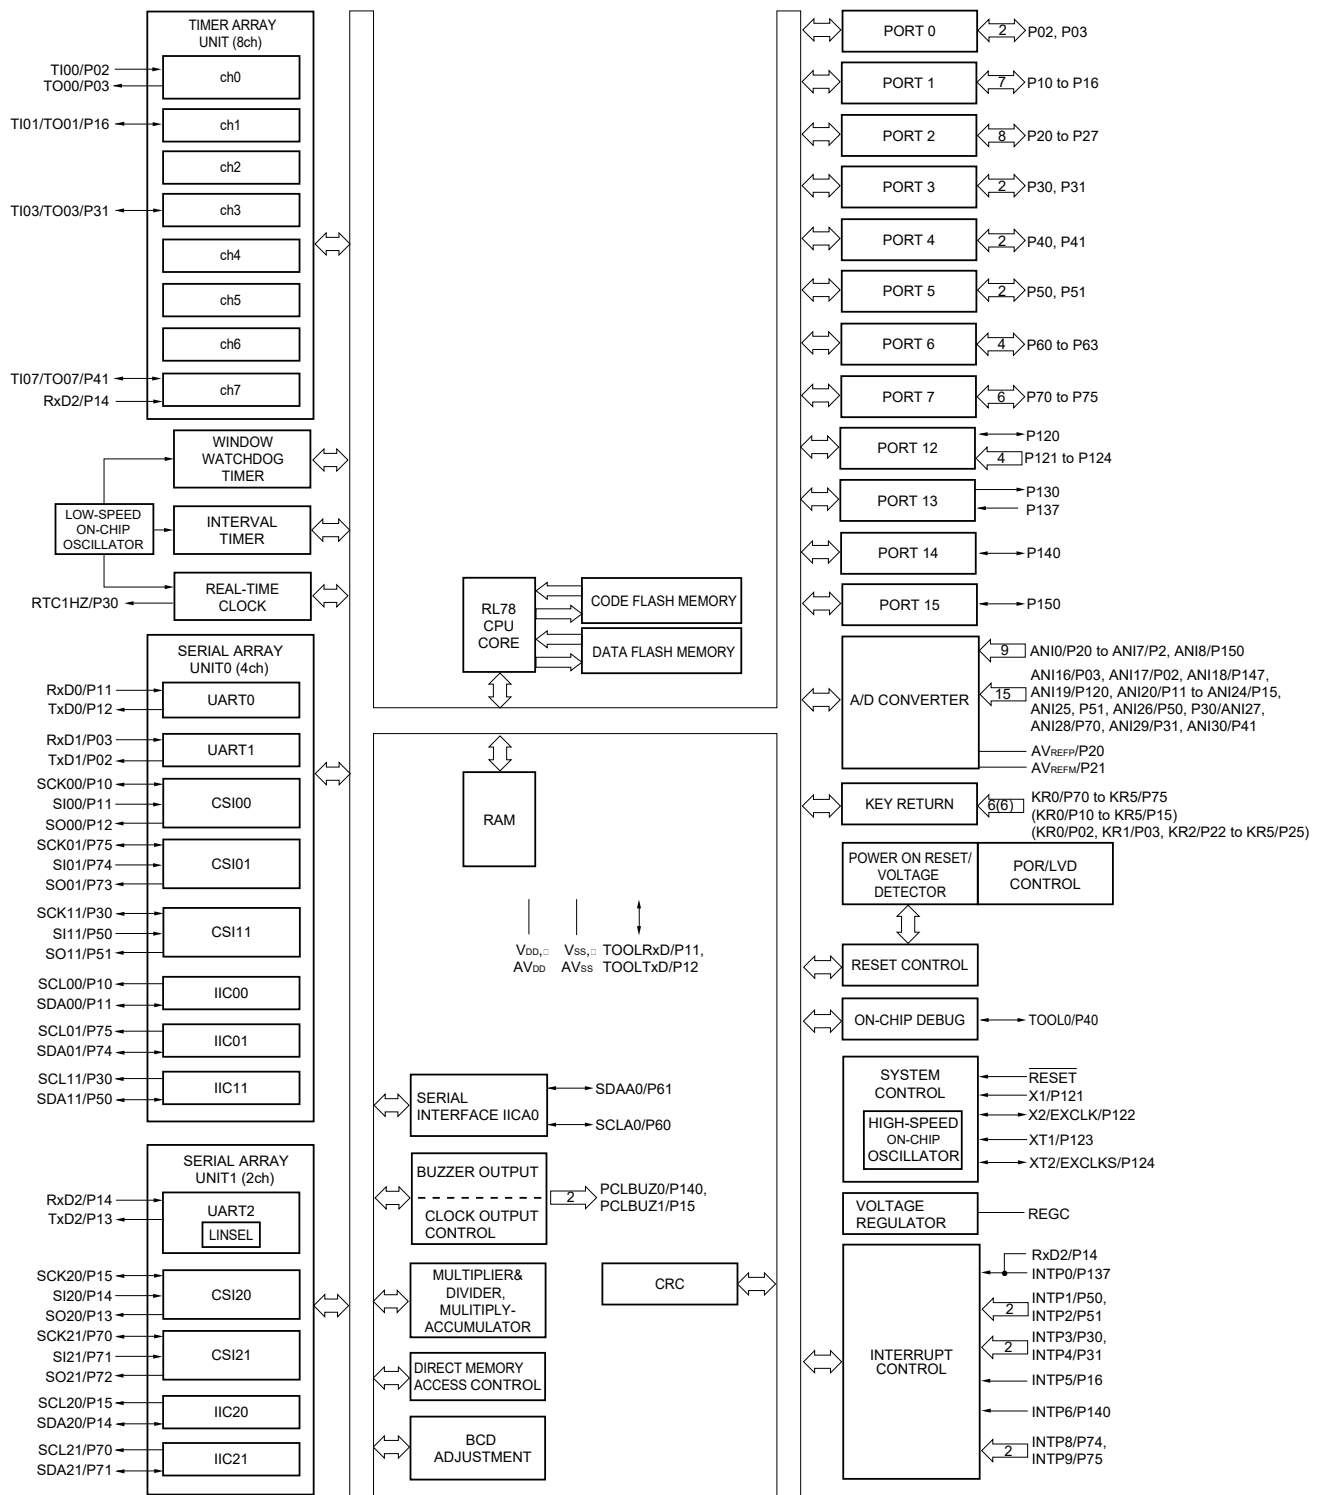 TIMER ARRAY
UNIT (8ch)
TI00/P02
TO00/P03
ch0
TI01/TO01/P16
ch1
ch2
TI03/TO03/P31
ch3
ch4
ch5
ch6
TI07/TO07/P41
RxD2/P14
ch7
WINDOW
WATCHDOG
TIMER
LOW-SPEED
ON-CHIP
OSCILLATOR
INTERVAL
TIMER
REAL-TIME
CLOCK
RTC1HZ/P30
SERIAL ARRAY
UNIT0 (4ch)
RxD0/P11
TxD0/P12
UART0
RxD1/P03
TxD1/P02
UART1
SCK00/P10
SI00/P11
SO00/P12
CSI00
SCK01/P75
SI01/P74
SO01/P73
CSI01
SCK11/P30
SI11/P50
SO11/P51
CSI11
SCL00/P10
SDA00/P11
IIC00
SCL01/P75
SDA01/P74
IIC01
SCL11/P30
SDA11/P50
IIC11
SERIAL ARRAY
UNIT1 (2ch)
RxD2/P14
TxD2/P13
UART2
LINSEL
SCK20/P15
SI20/P14
SO20/P13
CSI20
SCK21/P70
SI21/P71
SO21/P72
CSI21
SCL20/P15
SDA20/P14
IIC20
SCL21/P70
SDA21/P71
IIC21
RL78
CPU
CORE
CODE FLASH MEMORY
DATA FLASH MEMORY
RAM
VDD,□ VSS,□ TOOLRxD/P11,
AVDD AVSS TOOLTxD/P12
SERIAL
INTERFACE IICA0
SDAA0/P61
SCLA0/P60
BUZZER OUTPUT
CLOCK OUTPUT
CONTROL
2
PCLBUZ0/P140,
PCLBUZ1/P15
MULTIPLIER&
DIVIDER,
MULITIPLY-
ACCUMULATOR
CRC
DIRECT MEMORY
ACCESS CONTROL
BCD
ADJUSTMENT
PORT 0 2 P02, P03
PORT 1 7 P10 to P16
PORT 2 8 P20 to P27
PORT 3 2 P30, P31
PORT 4 2 P40, P41
PORT 5 2 P50, P51
PORT 6 4 P60 to P63
PORT 7 6 P70 to P75
PORT 12
P120
4 P121 to P124
PORT 13
P130
P137
PORT 14 P140
PORT 15 P150
A/D CONVERTER
9 ANI0/P20 to ANI7/P2, ANI8/P150
15
ANI16/P03, ANI17/P02, ANI18/P147,
ANI19/P120, ANI20/P11 to ANI24/P15,
ANI25, P51, ANI26/P50, P30/ANI27,
ANI28/P70, ANI29/P31, ANI30/P41
AVREFP/P20
AVREFM/P21
KEY RETURN
6(6)
KR0/P70 to KR5/P75
(KR0/P10 to KR5/P15)
(KR0/P02, KR1/P03, KR2/P22 to KR5/P25)
POWER ON RESET/
VOLTAGE
DETECTOR
POR/LVD
CONTROL
RESET CONTROL
ON-CHIP DEBUG TOOL0/P40
SYSTEM
CONTROL
HIGH-SPEED
ON-CHIP
OSCILLATOR
RESET
X1/P121
X2/EXCLK/P122
XT1/P123
XT2/EXCLKS/P124
VOLTAGE
REGULATOR
REGC
INTERRUPT
CONTROL
RxD2/P14
INTP0/P137
2
INTP1/P50,
INTP2/P51
2
INTP3/P30,
INTP4/P31
INTP5/P16
INTP6/P140
2
INTP8/P74,
INTP9/P75